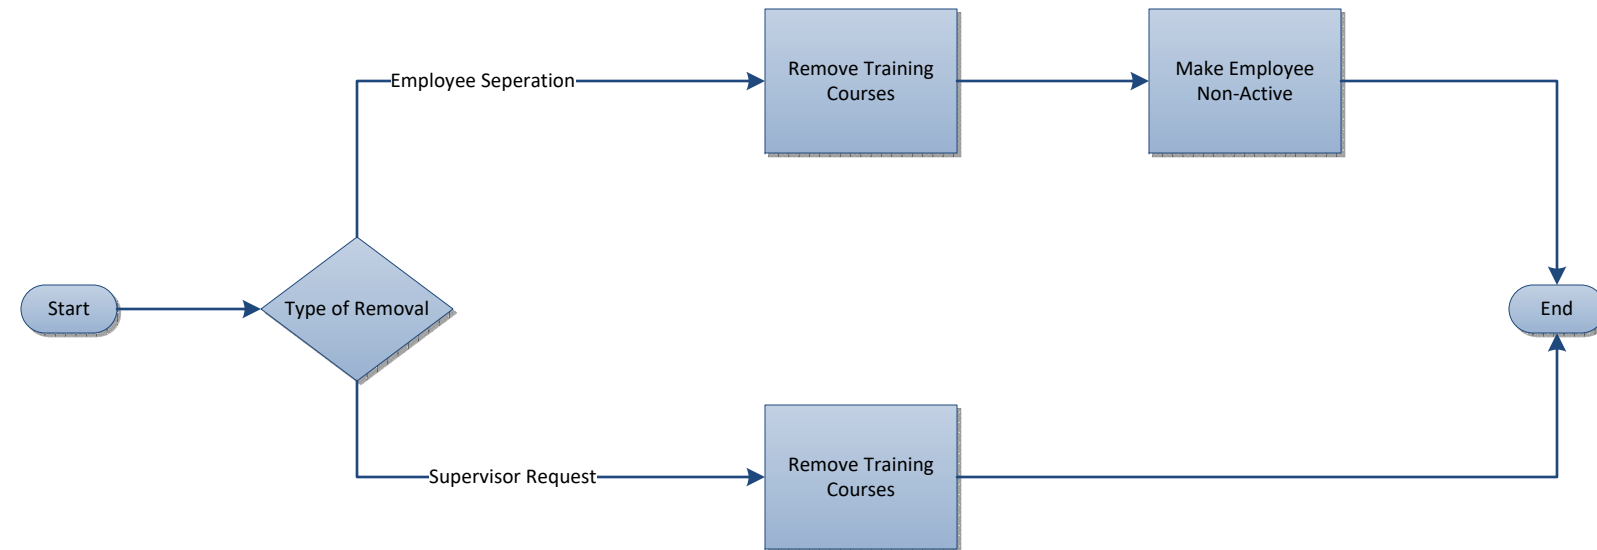 Employee Seperation
Remove Training
Courses
Make Employee
Non-Active
Start
Type of Removal
End
Supervisor Request
Remove Training
Courses